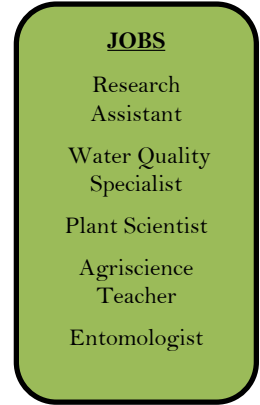 JOBS
Research
Assistant
Water Quality
Specialist
Plant Scientist
Agriscience
Teacher
Entomologist